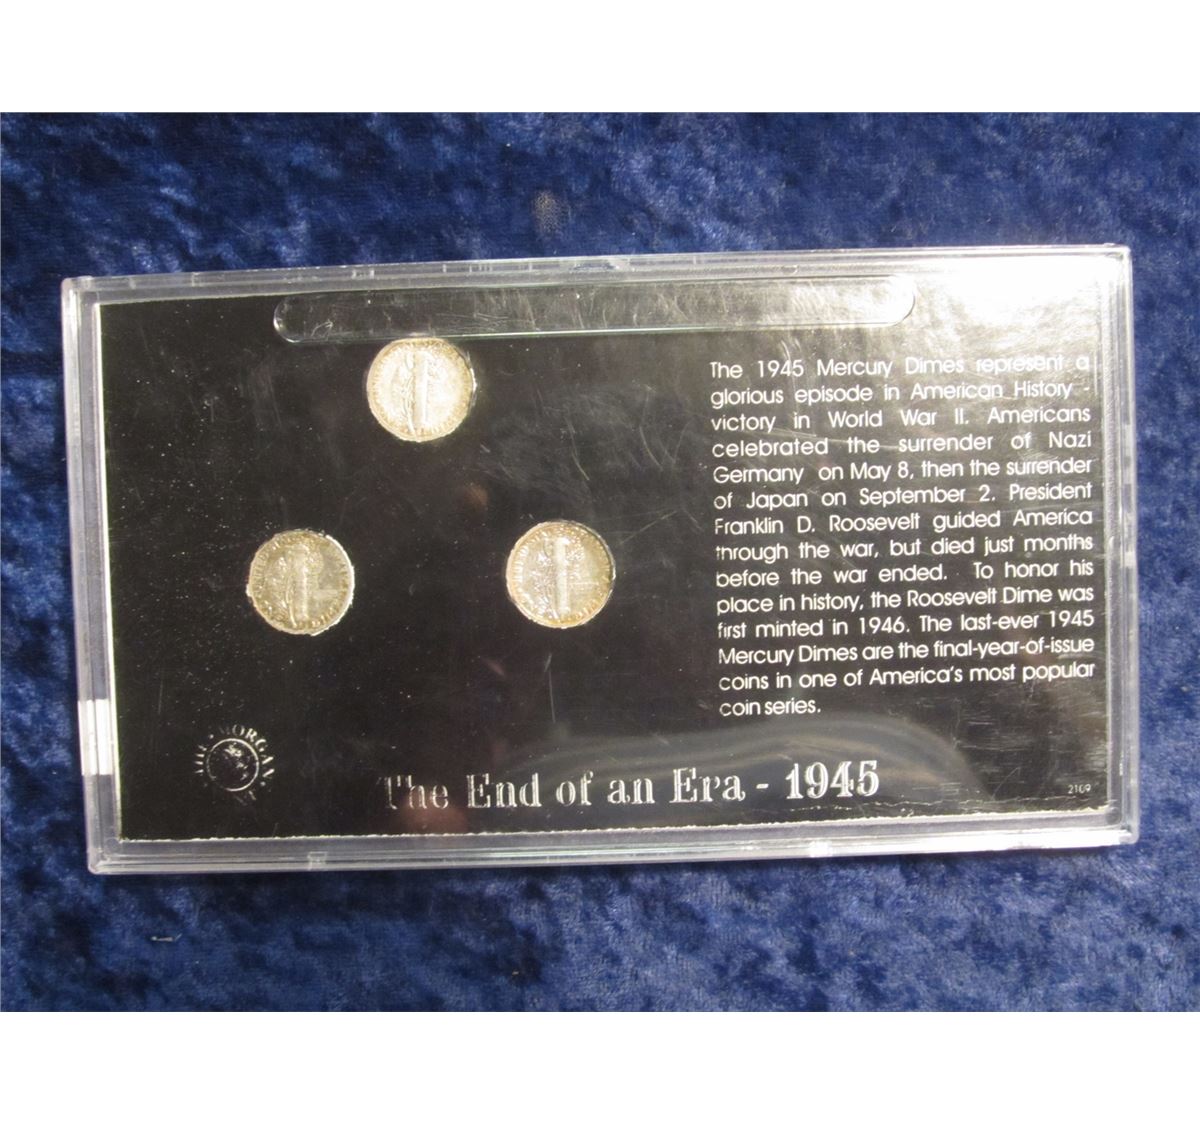 The 1945 Mercury Dimes represent a
glorious episode in American History -
victory in World War II. Americans
celebrated the surrender of Nazi
Germany on May 8, then the surrender
of Japan on September 2. President
Franklin D. Roosevelt guided America
through the war, but died just months
before the war ended. To honor his
place in history, the Roosevelt Dime was
first minted in 1946. The last-ever 1945
Mercury Dimes are the final-year-of-issue
coins in one of America's most popular
coin series.
THE MORGAN
The End of an Era - 1945
2109